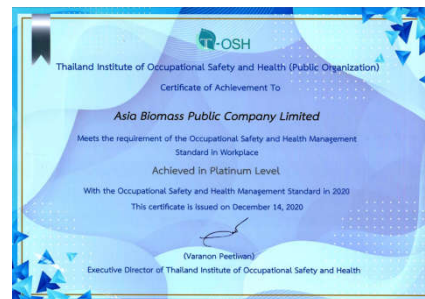 T-OSH
Thailand Institute of Occupational Safety and Health (Public Organization)
Certificate of Achievement To
Asia Biomass Public Company Limited
Meets the requirement of the Occupational Safety and Health Management
Standard in Workplace
Achieved in Platinum Level
With the Occupational Safety and Health Management Standard in 2020
This certificate is issued on December 14, 2020
(Varanon Peetiwan)
Executive Director of Thailand Institute of Occupational Safety and Health